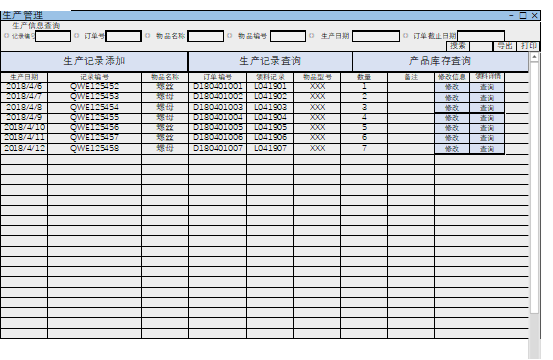 生产管理
生产信息查询
记录编号 订单号 物品名称 物品编号 生产日期 订单截止日期
搜索 导出 打印
生产记录添加 生产记录查询 产品库存查询
生产日期 记录编号 物品名称 订单编号 领料记录 物品型号 数量 备注 修改信息 领料详情
2018/4/6 QWE125452 螺丝 D180401001 L041901 XXX 1 修改 查询
2018/4/7 QWE125453 螺母 D180401002 L041902 XXX 2 修改 查询
2018/4/8 QWE125454 螺母 D180401003 L041903 XXX 3 修改 查询
2018/4/9 QWE125455 螺丝 D180401004 L041904 XXX 4 修改 查询
2018/4/10 QWE125456 螺母 D180401005 L041905 XXX 5 修改 查询
2018/4/11 QWE125457 螺丝 D180401006 L041906 XXX 6 修改 查询
2018/4/12 QWE125458 螺母 D180401007 L041907 XXX 7 修改 查询